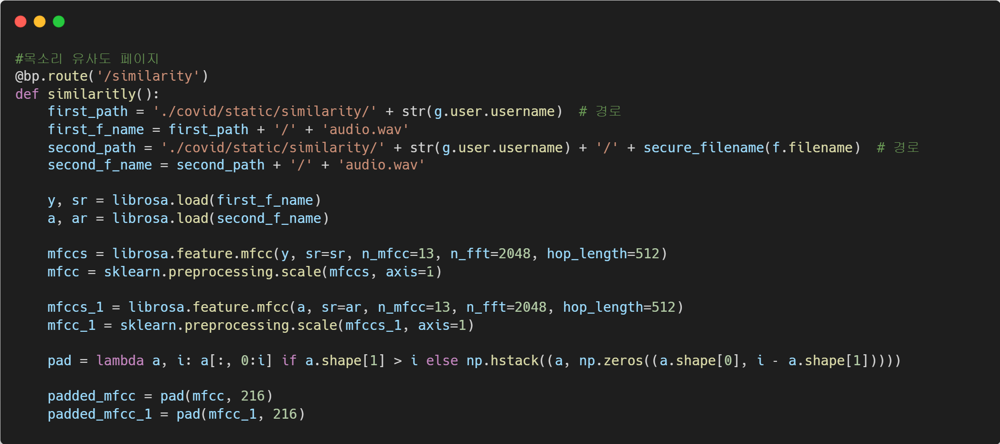 #목소리 유사도 페이지
@bp.route('/similarity')
def similaritly():
    first_path = './covid/static/similarity/' + str(g.user.username)  # 경로
    first_f_name = first_path + '/' + 'audio.wav'
    second_path = './covid/static/similarity/' + str(g.user.username) + '/' + secure_filename(f.filename)  # 경로
    second_f_name = second_path + '/' + 'audio.wav'

    y, sr = librosa.load(first_f_name)
    a, ar = librosa.load(second_f_name)

    mfccs = librosa.feature.mfcc(y, sr=sr, n_mfcc=13, n_fft=2048, hop_length=512)
    mfcc = sklearn.preprocessing.scale(mfccs, axis=1)

    mfccs_1 = librosa.feature.mfcc(a, sr=ar, n_mfcc=13, n_fft=2048, hop_length=512)
    mfcc_1 = sklearn.preprocessing.scale(mfccs_1, axis=1)

    pad = lambda a, i: a[:, 0:i] if a.shape[1] > i else np.hstack((a, np.zeros((a.shape[0], i - a.shape[1]))))

    padded_mfcc = pad(mfcc, 216)
    padded_mfcc_1 = pad(mfcc_1, 216)